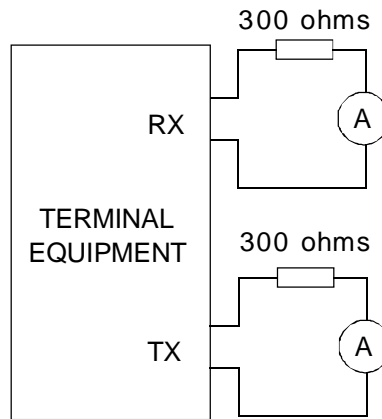 300 ohms
A
RX
TERMINAL
EQUIPMENT
300 ohms
A
TX